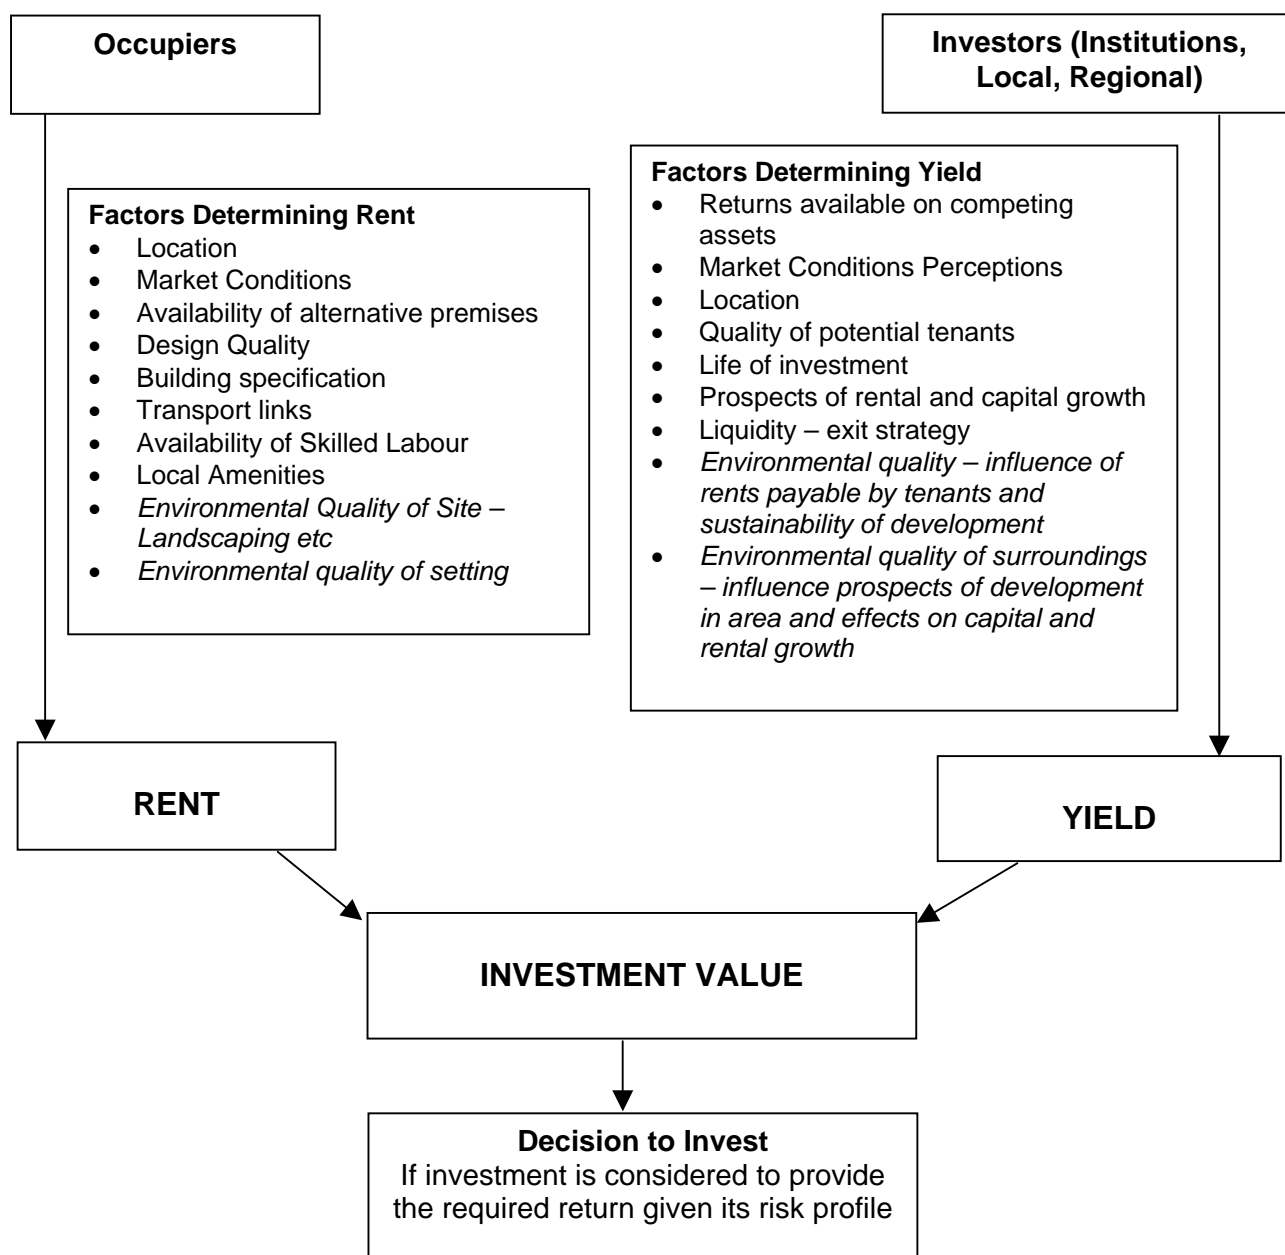 Occupiers
Investors (Institutions,
Local, Regional)
Factors Determining Rent
• Location
• Market Conditions
• Availability of alternative premises
• Design Quality
• Building specification
• Transport links
• Availability of Skilled Labour
• Local Amenities
• Environmental Quality of Site –
Landscaping etc
• Environmental quality of setting
Factors Determining Yield
• Returns available on competing
assets
• Market Conditions Perceptions
• Location
• Quality of potential tenants
• Life of investment
• Prospects of rental and capital growth
• Liquidity – exit strategy
• Environmental quality – influence of
rents payable by tenants and
sustainability of development
• Environmental quality of surroundings
– influence prospects of development
in area and effects on capital and
rental growth
RENT
YIELD
INVESTMENT VALUE
Decision to Invest
If investment is considered to provide
the required return given its risk profile